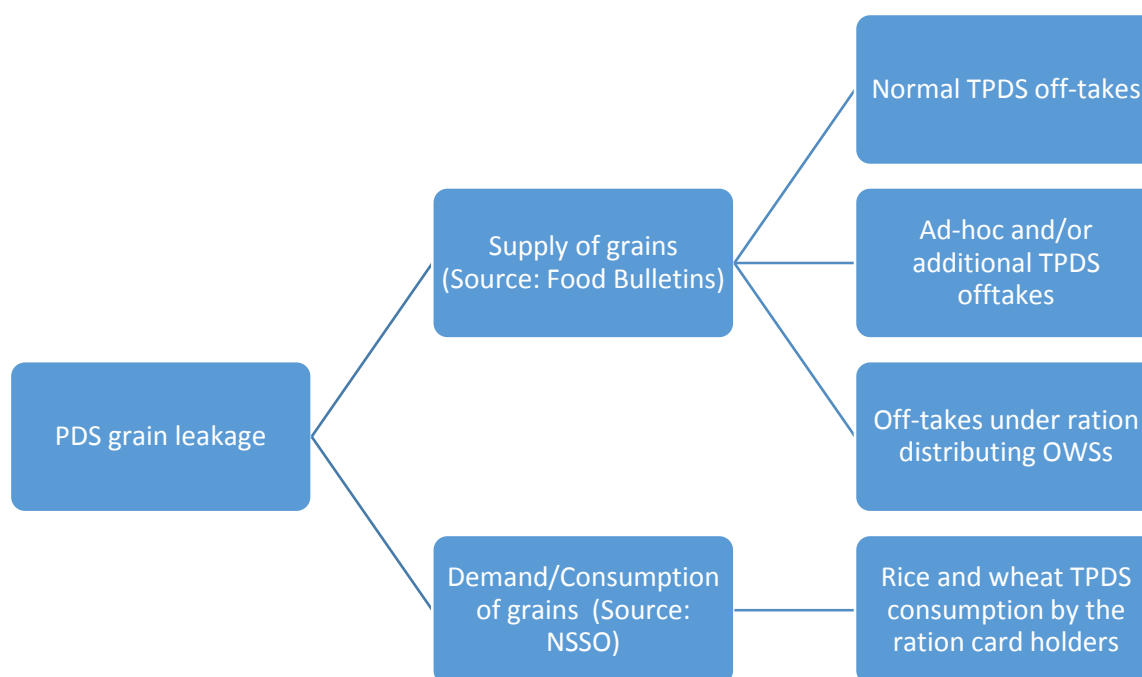 PDS grain leakage
Supply of grains
(Source: Food Bulletins)
Normal TPDS off-takes
Ad-hoc and/or
additional TPDS
offtakes
Off-takes under ration
distributing OWSs
Demand/Consumption
of grains  (Source:
NSSO)
Rice and wheat TPDS
consumption by the
ration card holders